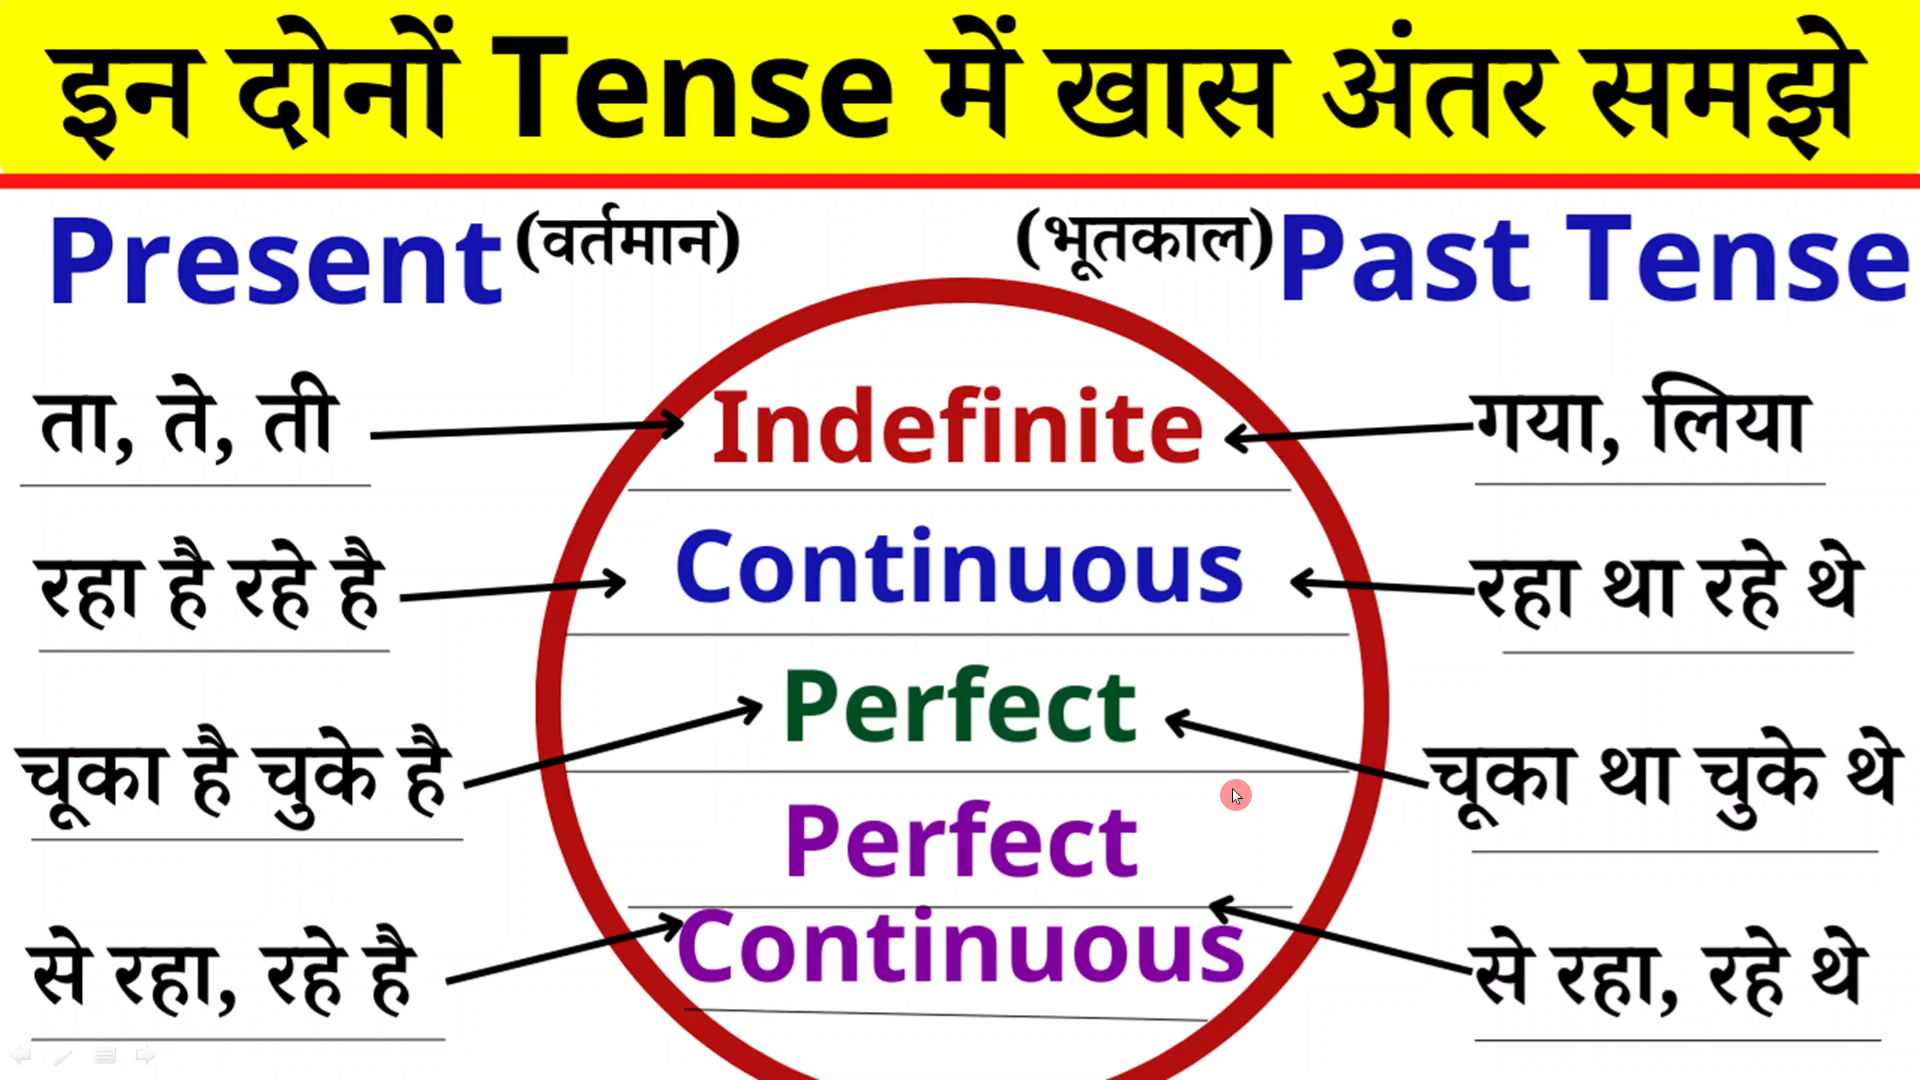 इन दोनों Tense में खास अंतर समझे
Present (वर्तमान) (भूतकाल) Past Tense
ता, ते, ती Indefinite गया, लिया
रहा है रहे है Continuous रहा था रहे थे
चूका है चुके है Perfect चूका था चुके थे
Perfect
से रहा, रहे है Continuous से रहा, रहे थे